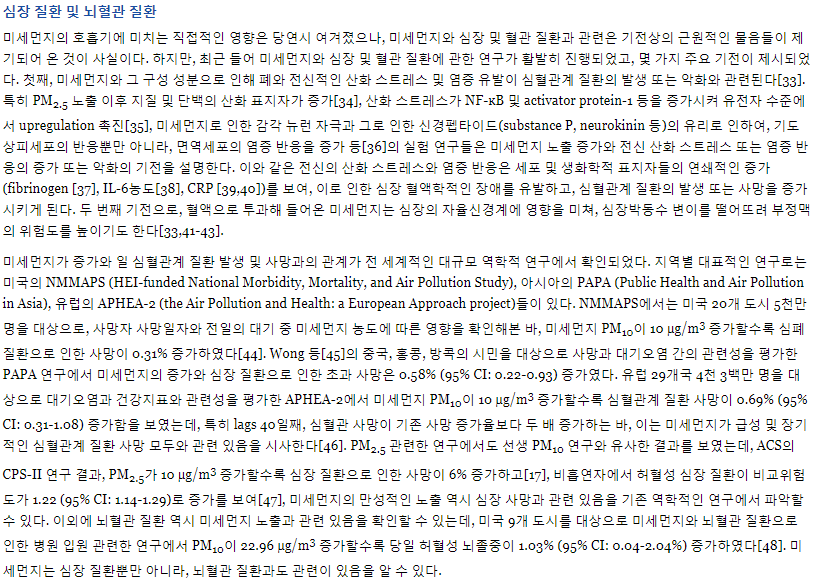 심장 질환 및 뇌혈관 질환
미세먼지의 호흡기에 미치는 직접적인 영향은 당연시 여겨졌으나, 미세먼지와 심장 및 혈관 질환과 관련은 기전상의 근원적인 물음들이 제
기되어 온 것이 사실이다. 하지만, 최근 들어 미세먼지와 심장 및 혈관 질환에 관한 연구가 활발히 진행되었고, 몇 가지 주요 기전이 제시되었
다. 첫째, 미세먼지와 그 구성 성분으로 인해 폐와 전신적인 산화 스트레스 및 염증 유발이 심혈관계 질환의 발생 또는 악화와 관련된다[33].
특히 PM2.5 노출 이후 지질 및 단백의 산화 표지자가 증가[34], 산화 스트레스가 NF-κB 및 activator protein-1 등을 증가시켜 유전자 수준에
서 upregulation 촉진[35], 미세먼지로 인한 감각 뉴런 자극과 그로 인한 신경펩타이드(substance P, neurokinin 등)의 유리로 인하여, 기도
상피세포의 반응뿐만 아니라, 면역세포의 염증 반응을 증가 등[36]의 실험 연구들은 미세먼지 노출 증가와 전신 산화 스트레스 또는 염증 반
응의 증가 또는 악화의 기전을 설명한다. 이와 같은 전신의 산화 스트레스와 염증 반응은 세포 및 생화학적 표지자들의 연쇄적인 증가
(fibrinogen [37], IL-6농도[38], CRP [39,40])를 보여, 이로 인한 심장 혈액학적인 장애를 유발하고, 심혈관계 질환의 발생 또는 사망을 증가
시키게 된다. 두 번째 기전으로, 혈액으로 투과해 들어온 미세먼지는 심장의 자율신경계에 영향을 미쳐, 심장박동수 변이를 떨어뜨려 부정맥
의 위험도를 높이기도 한다[33,41-43].
미세먼지가 증가와 일 심혈관계 질환 발생 및 사망과의 관계가 전 세계적인 대규모 역학적 연구에서 확인되었다. 지역별 대표적인 연구로는
미국의 NMMAPS (HEI-funded National Morbidity, Mortality, and Air Pollution Study), 아시아의 PAPA (Public Health and Air Pollution
in Asia), 유럽의 APHEA-2 (the Air Pollution and Health: a European Approach project)들이 있다. NMMAPS에서는 미국 20개 도시 5천만
명을 대상으로, 사망자 사망일자와 전일의 대기 중 미세먼지 농도에 따른 영향을 확인해본 바, 미세먼지 PM10이 10 μg/m3 증가할수록 심폐
질환으로 인한 사망이 0.31% 증가하였다[44]. Wong 등[45]의 중국, 홍콩, 방콕의 시민을 대상으로 사망과 대기오염 간의 관련성을 평가한
PAPA 연구에서 미세먼지의 증가와 심장 질환으로 인한 초과 사망은 0.58% (95% CI: 0.22-0.93) 증가였다. 유럽 29개국 4천 3백만 명을 대
상으로 대기오염과 건강지표와 관련성을 평가한 APHEA-2에서 미세먼지 PM10이 10 μg/m3 증가할수록 심혈관계 질환 사망이 0.69% (95%
CI: 0.31-1.08) 증가함을 보였는데, 특히 lags 40일째, 심혈관 사망이 기존 사망 증가율보다 두 배 증가하는 바, 이는 미세먼지가 급성 및 장기
적인 심혈관계 질환 사망 모두와 관련 있음을 시사한다[46]. PM2.5 관련한 연구에서도 선생 PM10 연구와 유사한 결과를 보였는데, ACS의
CPS-II 연구 결과, PM2.5가 10 μg/m3 증가할수록 심장 질환으로 인한 사망이 6% 증가하고[17], 비흡연자에서 허혈성 심장 질환이 비교위험
도가 1.22 (95% CI: 1.14-1.29)로 증가를 보여[47], 미세먼지의 만성적인 노출 역시 심장 사망과 관련 있음을 기존 역학적인 연구에서 파악할
수 있다. 이외에 뇌혈관 질환 역시 미세먼지 노출과 관련 있음을 확인할 수 있는데, 미국 9개 도시를 대상으로 미세먼지와 뇌혈관 질환으로
인한 병원 입원 관련한 연구에서 PM10이 22.96 μg/m3 증가할수록 당일 허혈성 뇌졸중이 1.03% (95% CI: 0.04-2.04%) 증가하였다[48]. 미
세먼지는 심장 질환뿐만 아니라, 뇌혈관 질환과도 관련이 있음을 알 수 있다.